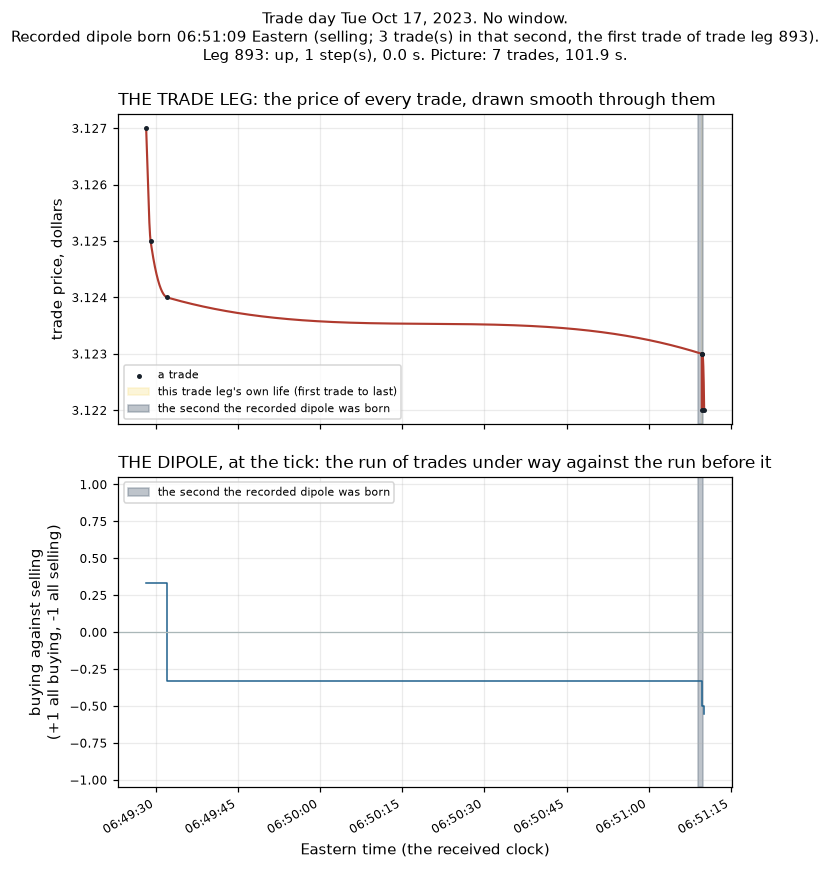 Trade day Tue Oct 17, 2023. No window.
Recorded dipole born 06:51:09 Eastern (selling; 3 trade(s) in that second, the first trade of trade leg 893).
Leg 893: up, 1 step(s), 0.0 s. Picture: 7 trades, 101.9 s.
THE TRADE LEG: the price of every trade, drawn smooth through them
3.127
3.126
3.125
3.124
3.123
3.122
trade price, dollars
a trade
this trade leg's own life (first trade to last)
the second the recorded dipole was born
THE DIPOLE, at the tick: the run of trades under way against the run before it
the second the recorded dipole was born
1.00
0.75
0.50
0.25
0.00
−0.25
−0.50
−0.75
−1.00
buying against selling
(+1 all buying, -1 all selling)
06:49:30
06:49:45
06:50:00
06:50:15
06:50:30
06:50:45
06:51:00
06:51:15
Eastern time (the received clock)